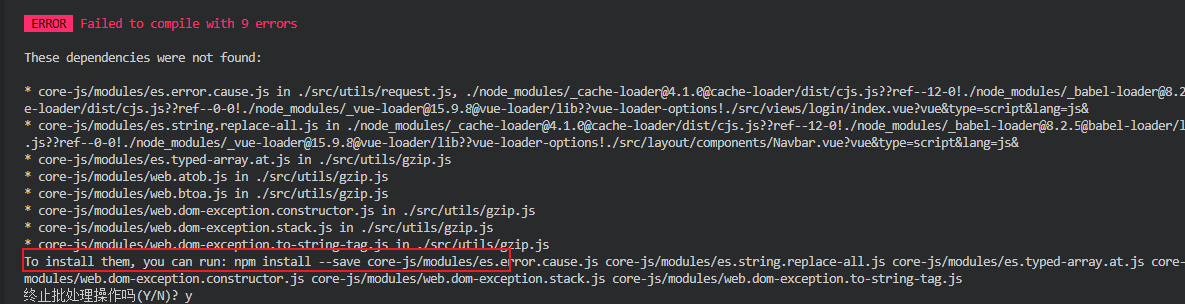 ERROR Failed to compile with 9 errors
These dependencies were not found:
* core-js/modules/es.error.cause.js in ./src/utils/request.js, ./node_modules/_cache-loader@4.1.0@cache-loader/dist/cjs.js??ref--12-0!./node_modules/_babel-loader@8.2
e-loader/dist/cjs.js??ref--0-0!./node_modules/_vue-loader@15.9.8@vue-loader/lib??vue-loader-options!./src/views/login/index.vue?vue&type=script&lang=js&
* core-js/modules/es.string.replace-all.js in ./node_modules/_cache-loader@4.1.0@cache-loader/dist/cjs.js??ref--12-0!./node_modules/_babel-loader@8.2.5@babel-loader/l
.js??ref--0-0!./node_modules/_vue-loader@15.9.8@vue-loader/lib??vue-loader-options!./src/layout/components/Navbar.vue?vue&type=script&lang=js&
* core-js/modules/es.typed-array.at.js in ./src/utils/gzip.js
* core-js/modules/web.atob.js in ./src/utils/gzip.js
* core-js/modules/web.btoa.js in ./src/utils/gzip.js
* core-js/modules/web.dom-exception.constructor.js in ./src/utils/gzip.js
* core-js/modules/web.dom-exception.stack.js in ./src/utils/gzip.js
* core-js/modules/web.dom-exception.to-string-tag.js in ./src/utils/gzip.js
To install them, you can run: npm install --save core-js/modules/es.error.cause.js core-js/modules/es.string.replace-all.js core-js/modules/es.typed-array.at.js core-
modules/web.dom-exception.constructor.js core-js/modules/web.dom-exception.stack.js core-js/modules/web.dom-exception.to-string-tag.js
终止批处理操作吗(Y/N)? y